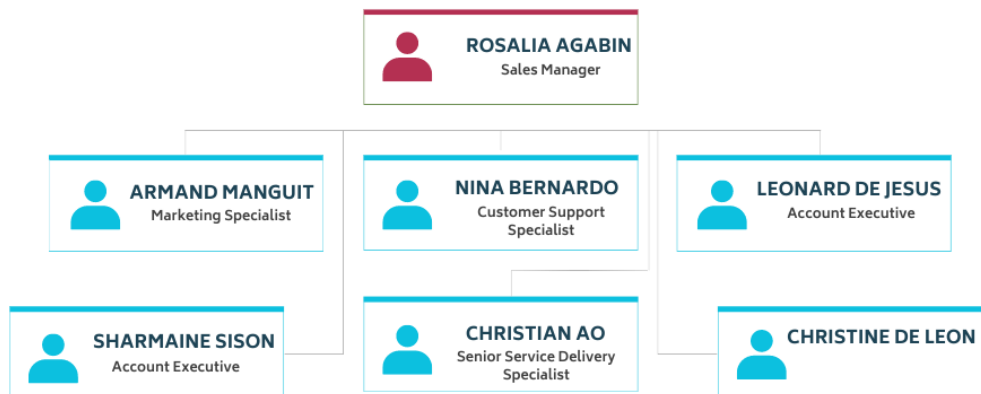 ROSALIA AGABIN
Sales Manager
ARMAND MANGUIT
Marketing Specialist
NINA BERNARDO
Customer Support
Specialist
LEONARD DE JESUS
Account Executive
SHARMAINE SISON
Account Executive
CHRISTIAN AO
Senior Service Delivery
Specialist
CHRISTINE DE LEON